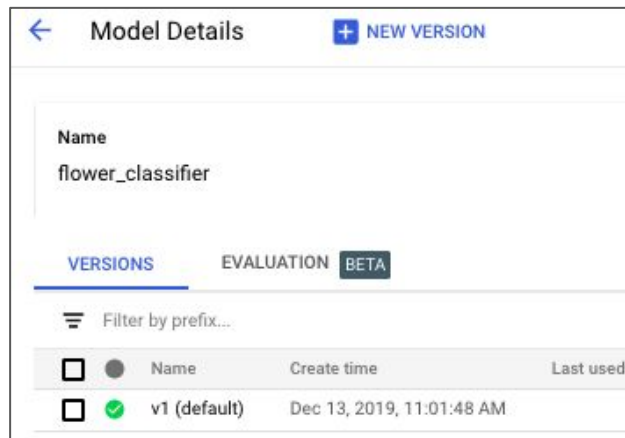 Model Details NEW VERSION
Name
flower_classifier
VERSIONS EVALUATION BETA
Filter by prefix...
Name Create time Last used
v1 (default) Dec 13, 2019, 11:01:48 AM